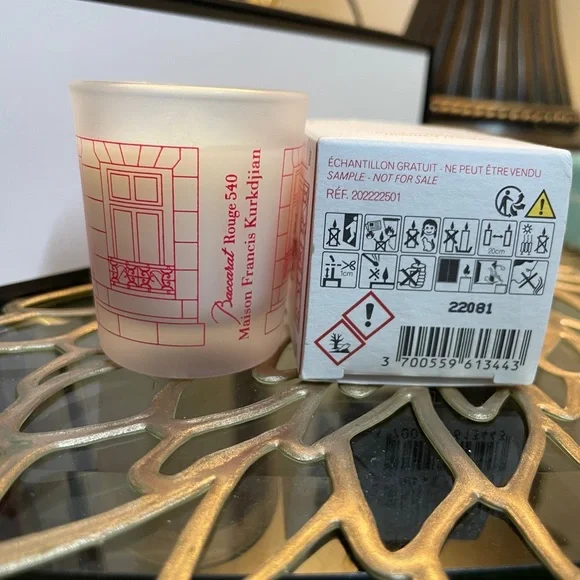 Baccarat Rouge 540
Maison Francis Kurkdjian
ÉCHANTILLON GRATUIT - NE PEUT ÊTRE VENDU
SAMPLE - NOT FOR SALE
RÉF. 202222501
20cm
1cm
22081
3 700559 613443